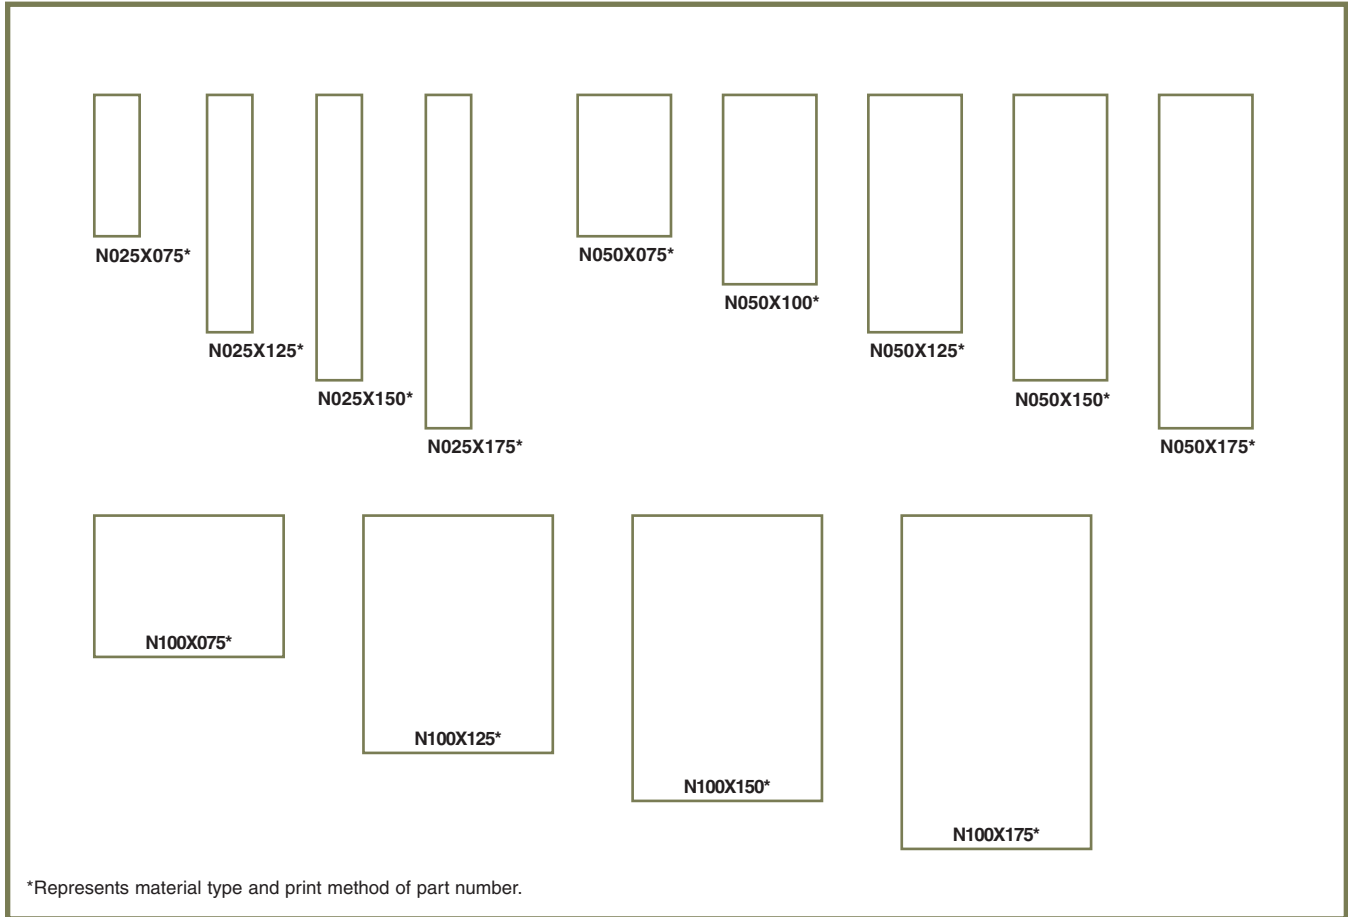 N025X075*
N050X075*
N050X100*
N025X125*
N050X125*
N025X150*
N050X150*
N025X175*
N050X175*
N100X075*
N100X125*
N100X150*
N100X175*
*Represents material type and print method of part number.